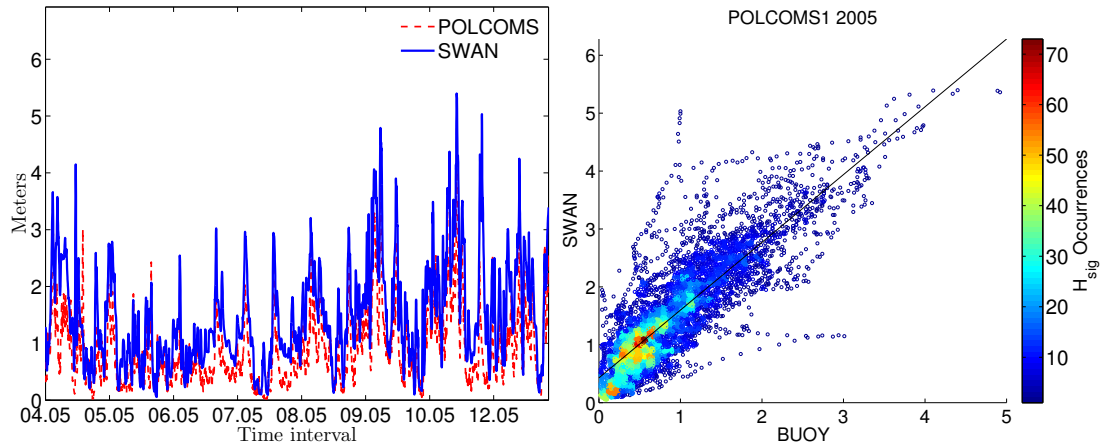 POLCOMS
SWAN
Meters
6
5
4
3
2
1
0
04.05 05.05 06.05 07.05 08.05 09.05 10.05 12.05
Time interval
POLCOMS1 2005
SWAN
6
5
4
3
2
1
0
0 1 2 3 4 5
BUOY
70
60
50
40
30
20
10
H_sig Occurrences